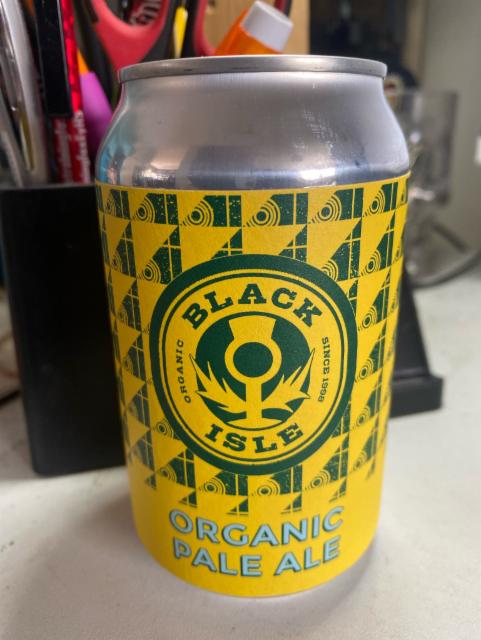 BLACK
ORGANIC
SINCE 1998
ISLE
ORGANIC
PALE ALE